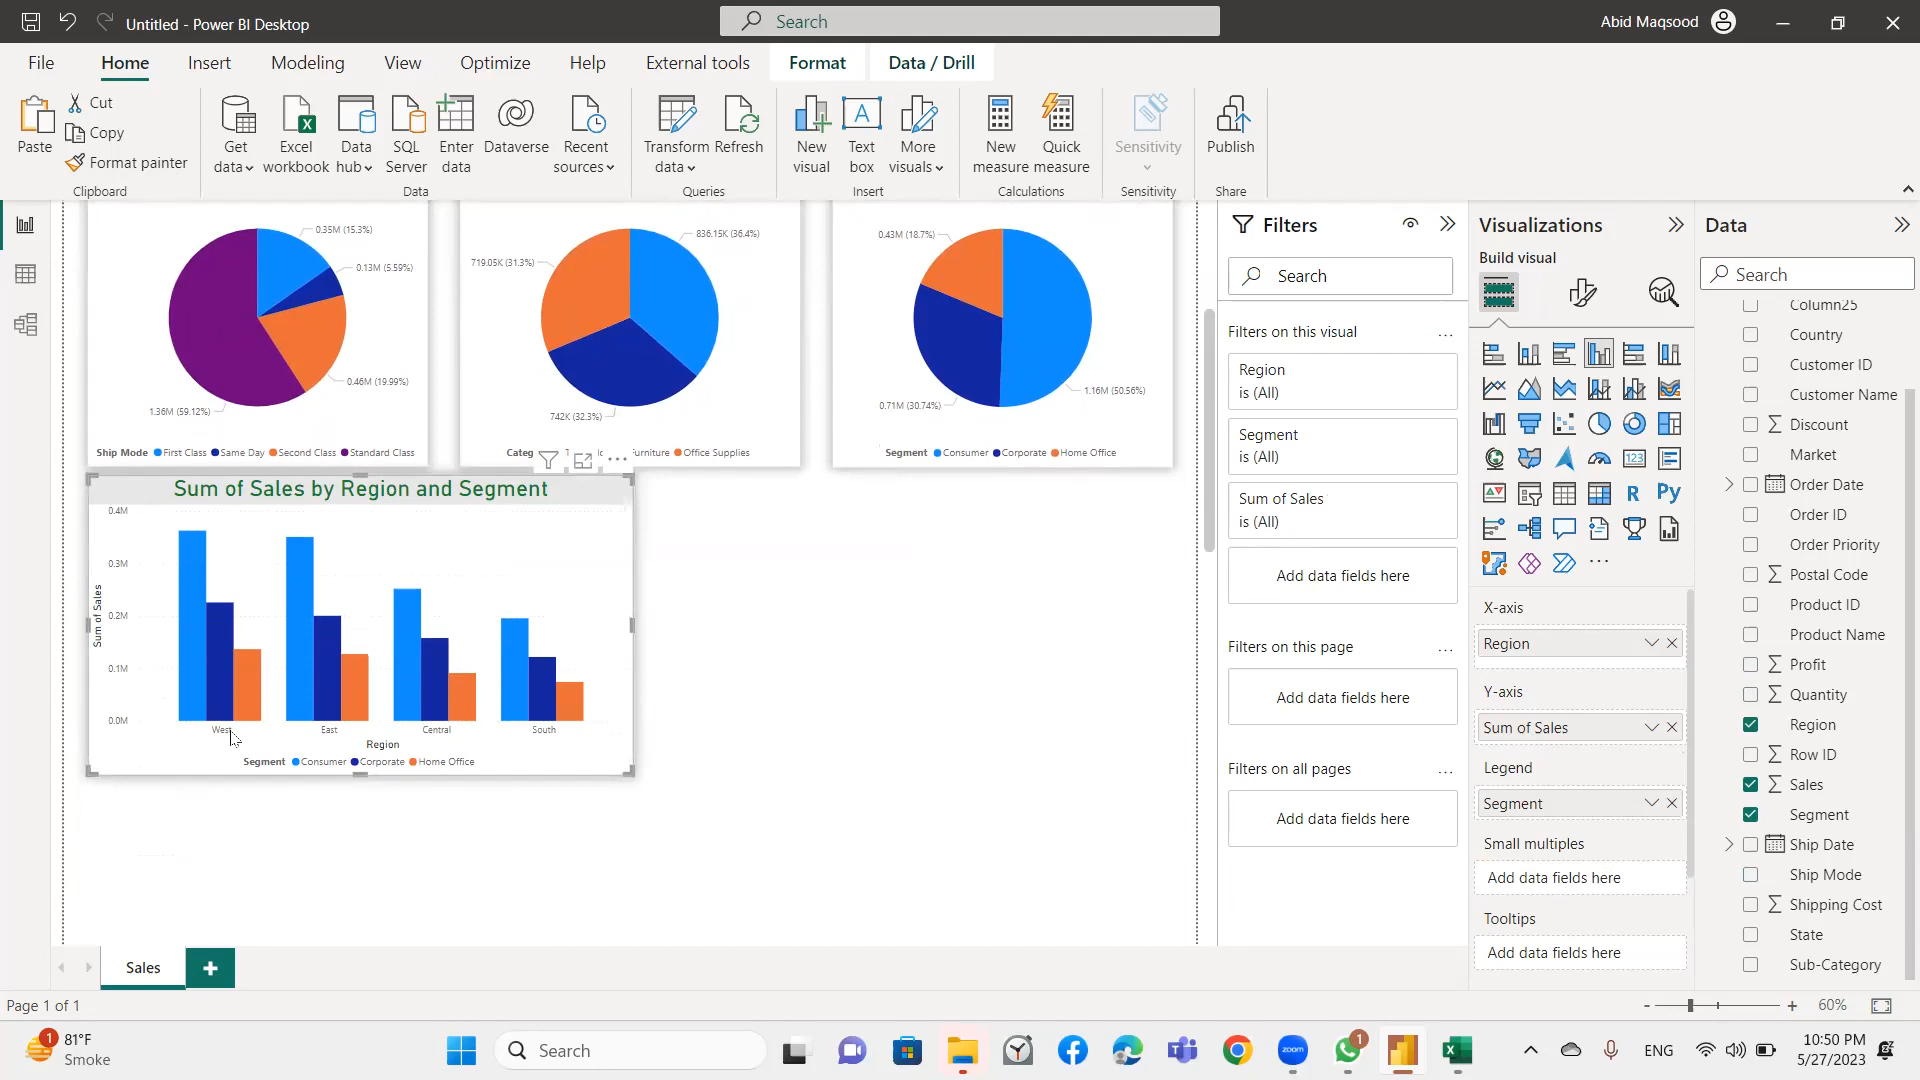 Untitled - Power BI Desktop
Search
Abid Maqsood
File
Home
Insert
Modeling
View
Optimize
Help
External tools
Format
Data / Drill
Paste
Cut
Copy
Format painter
Clipboard
Get data
Excel workbook
Data hub
SQL Server
Enter data
Dataverse
Recent sources
Data
Transform data
Refresh
Queries
New visual
Text box
More visuals
Insert
New measure
Quick measure
Calculations
Sensitivity
Sensitivity
Publish
Share
0.35M (15.3%)
0.13M (5.59%)
0.46M (19.99%)
1.36M (59.12%)
Ship Mode First Class Same Day Second Class Standard Class
836.15K (36.4%)
719.05K (31.3%)
742K (32.3%)
Office Supplies
0.43M (18.7%)
0.71M (30.74%)
1.16M (50.56%)
Segment Consumer Corporate Home Office
Sum of Sales by Region and Segment
0.4M
0.3M
0.2M
0.1M
0.0M
Sum of Sales
West
East
Central
South
Region
Segment Consumer Corporate Home Office
Filters
Search
Filters on this visual
...
Region
is (All)
Segment
is (All)
Sum of Sales
is (All)
Add data fields here
Filters on this page
...
Add data fields here
Filters on all pages
...
Add data fields here
Visualizations
Build visual
123
R
Py
...
X-axis
Region
Y-axis
Sum of Sales
Legend
Segment
Small multiples
Add data fields here
Tooltips
Add data fields here
Data
Search
Column25
Country
Customer ID
Customer Name
Discount
Market
Order Date
Order ID
Order Priority
Postal Code
Product ID
Product Name
Profit
Quantity
Region
Row ID
Sales
Segment
Ship Date
Ship Mode
Shipping Cost
State
Sub-Category
Sales
Page 1 of 1
- + 60%
1
81°F
Smoke
Search
zoom
1
ENG
10:50 PM
5/27/2023